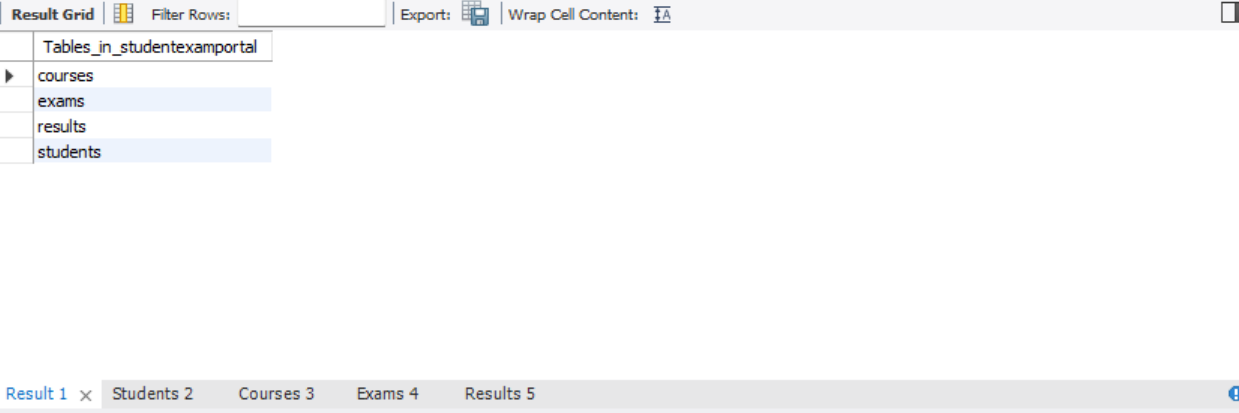 Result Grid Filter Rows: Export: Wrap Cell Content: A
Tables_in_studentexamportal
courses
exams
results
students
Result 1 × Students 2 Courses 3 Exams 4 Results 5